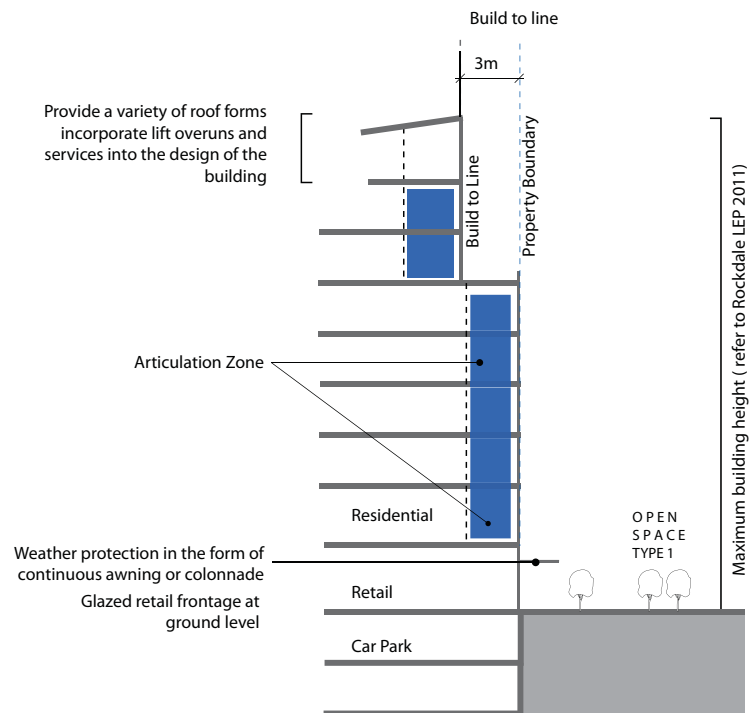 Build to line
3m
Provide a variety of roof forms
incorporate lift overuns and
services into the design of the
building
Build to Line
Property Boundary
Maximum building height ( refer to Rockdale LEP 2011)
Articulation Zone
Residential
OPEN
SPACE
TYPE 1
Weather protection in the form of
continuous awning or colonnade
Glazed retail frontage at
ground level
Retail
Car Park